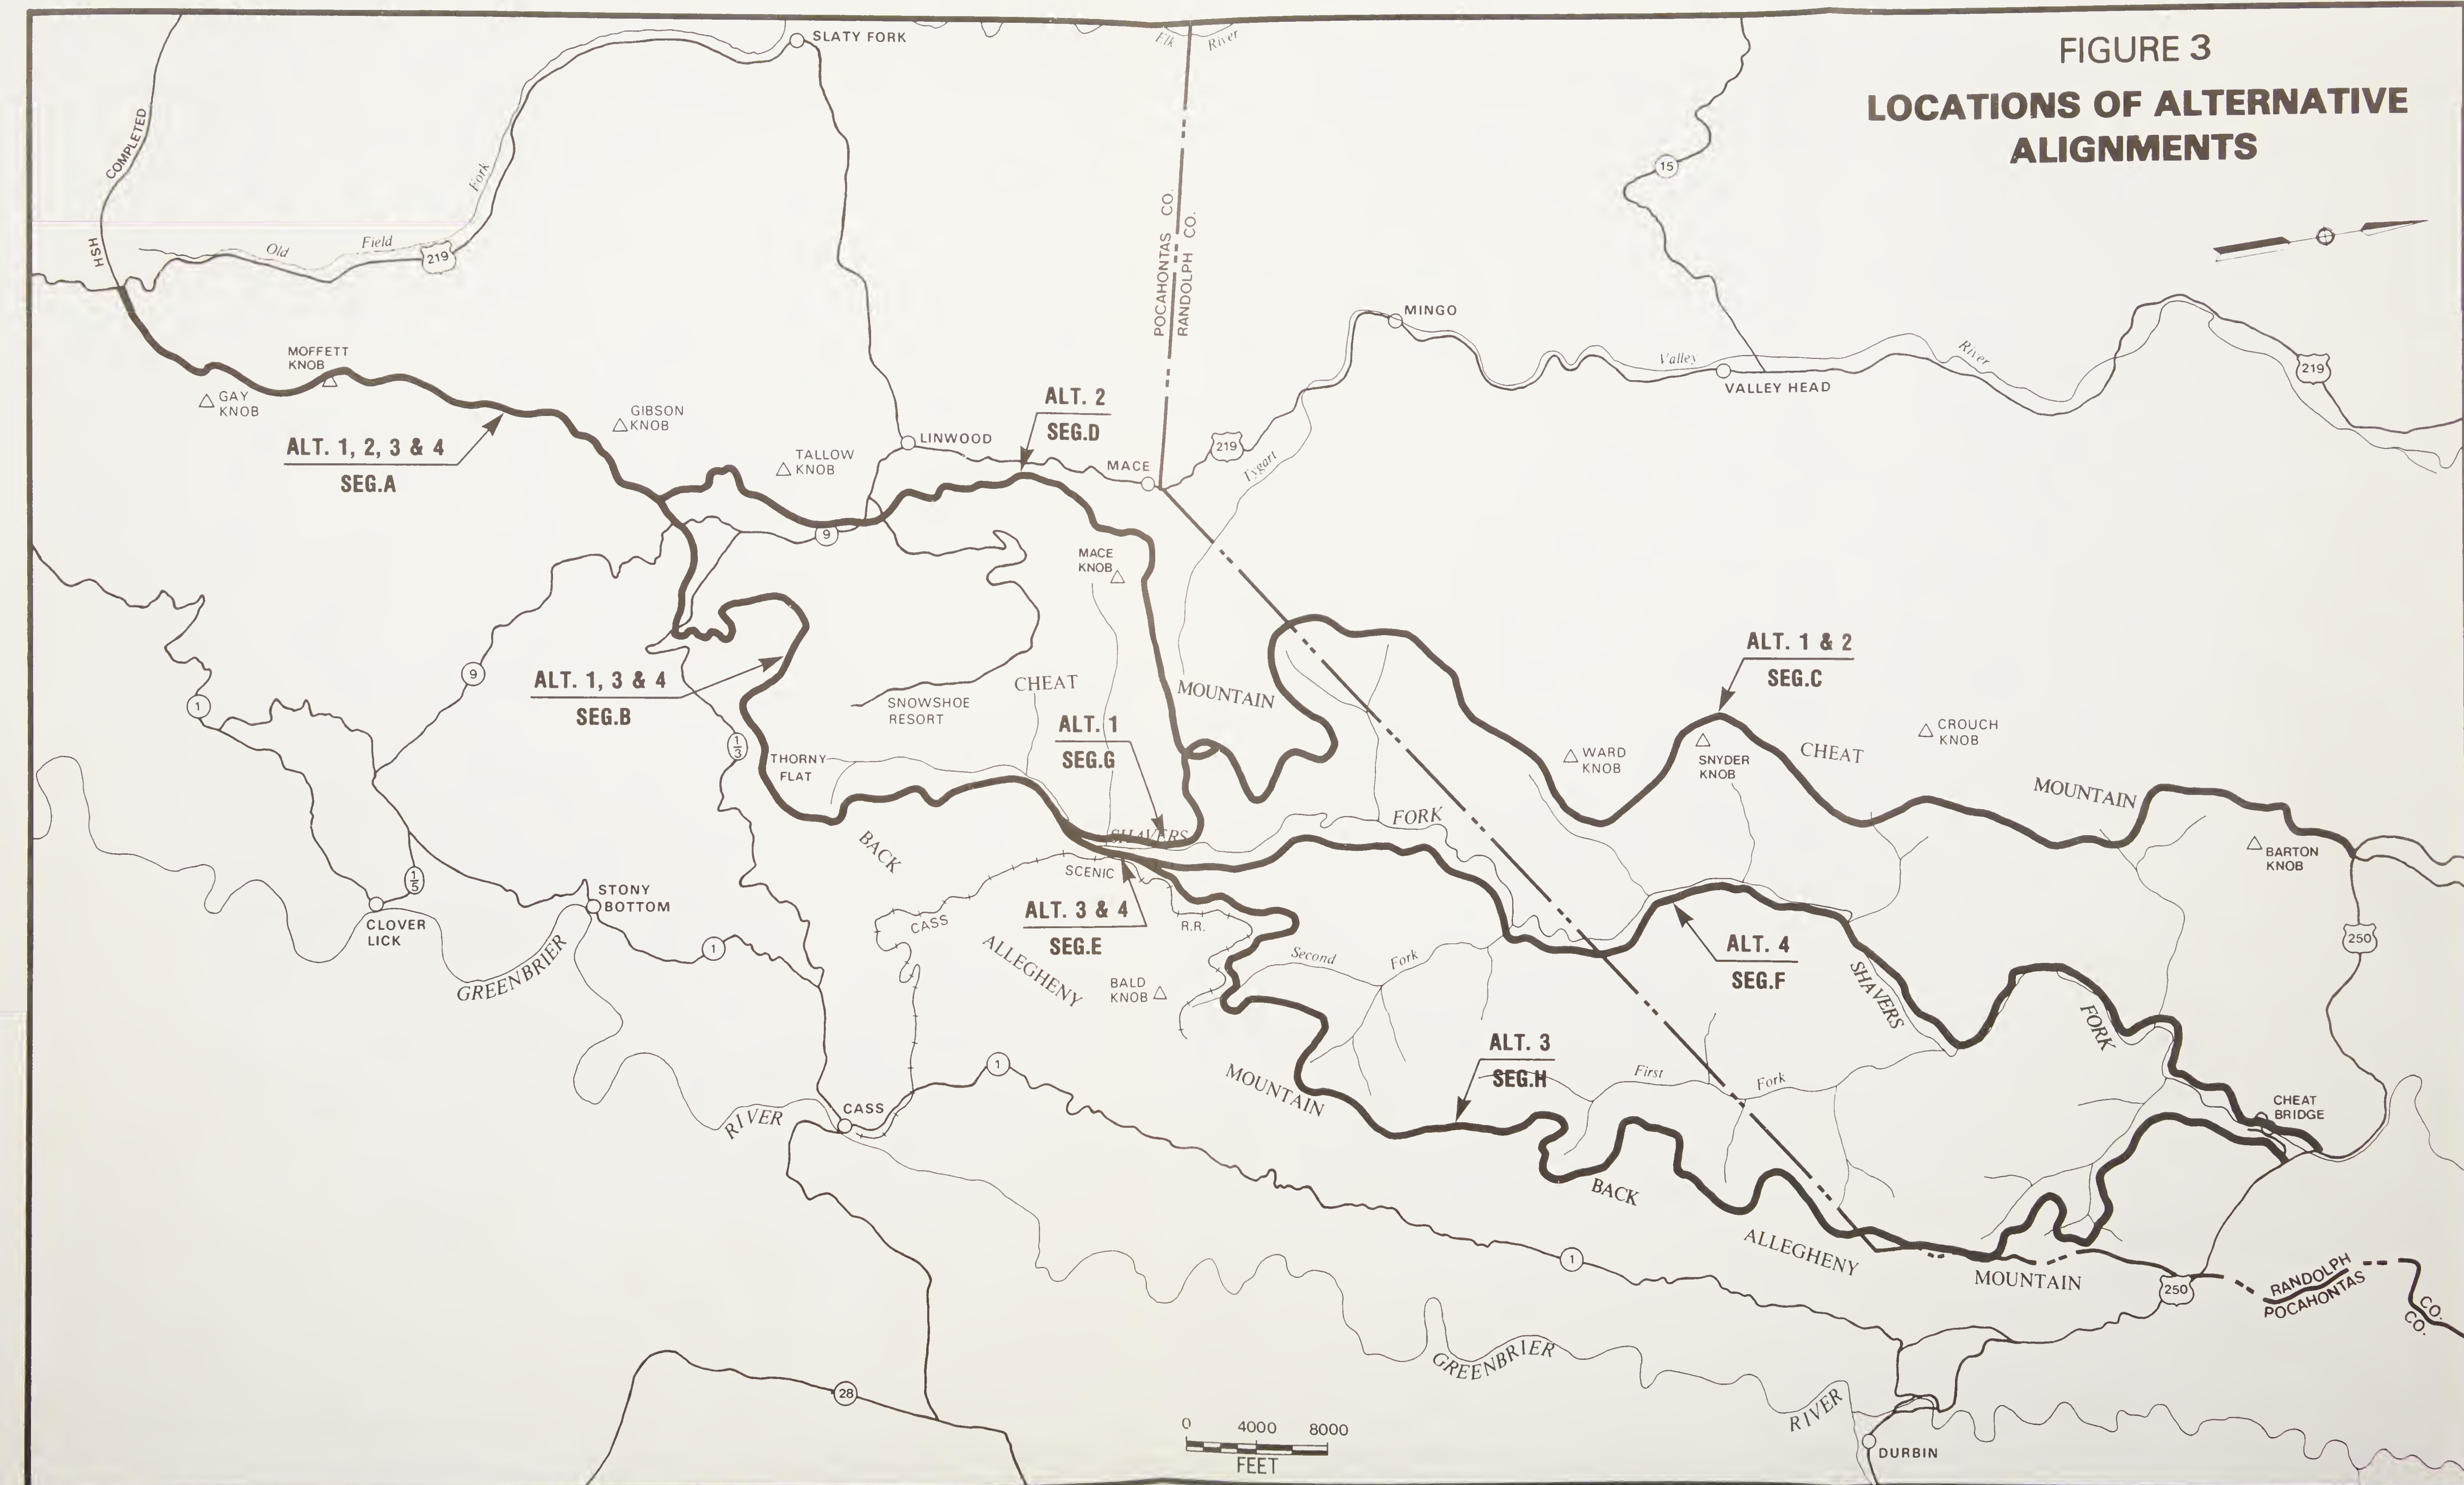 FIGURE 3
LOCATIONS OF ALTERNATIVE
ALIGNMENTS
SLATY FORK
Elk River
COMPLETED
HSH
Fork
Old Field
219
15
POCAHONTAS CO.
RANDOLPH CO.
MINGO
Valley River
VALLEY HEAD
219
MOFFETT
KNOB
GAY
KNOB
GIBSON
KNOB
ALT. 1, 2, 3 & 4
SEG.A
TALLOW
KNOB
LINWOOD
ALT. 2
SEG.D
MACE
219
Tygart
9
MACE
KNOB
ALT. 1, 3 & 4
SEG.B
9
1
SNOWSHOE
RESORT
CHEAT MOUNTAIN
ALT. 1
SEG.G
1/3
THORNY
FLAT
ALT. 1 & 2
SEG.C
WARD
KNOB
SNYDER
KNOB
CHEAT
CROUCH
KNOB
MOUNTAIN
BARTON
KNOB
SHAVERS FORK
BACK
SCENIC
1/5
STONY
BOTTOM
CLOVER
LICK
1
GREENBRIER
CASS
ALT. 3 & 4
SEG.E
R.R.
ALLEGHENY
BALD
KNOB
Second Fork
ALT. 4
SEG.F
250
SHAVERS
FORK
ALT. 3
SEG.H
1
MOUNTAIN
First Fork
CHEAT
BRIDGE
RIVER
CASS
BACK
ALLEGHENY
MOUNTAIN
1
250
RANDOLPH CO.
POCAHONTAS CO.
GREENBRIER
RIVER
28
0 4000 8000
FEET
DURBIN